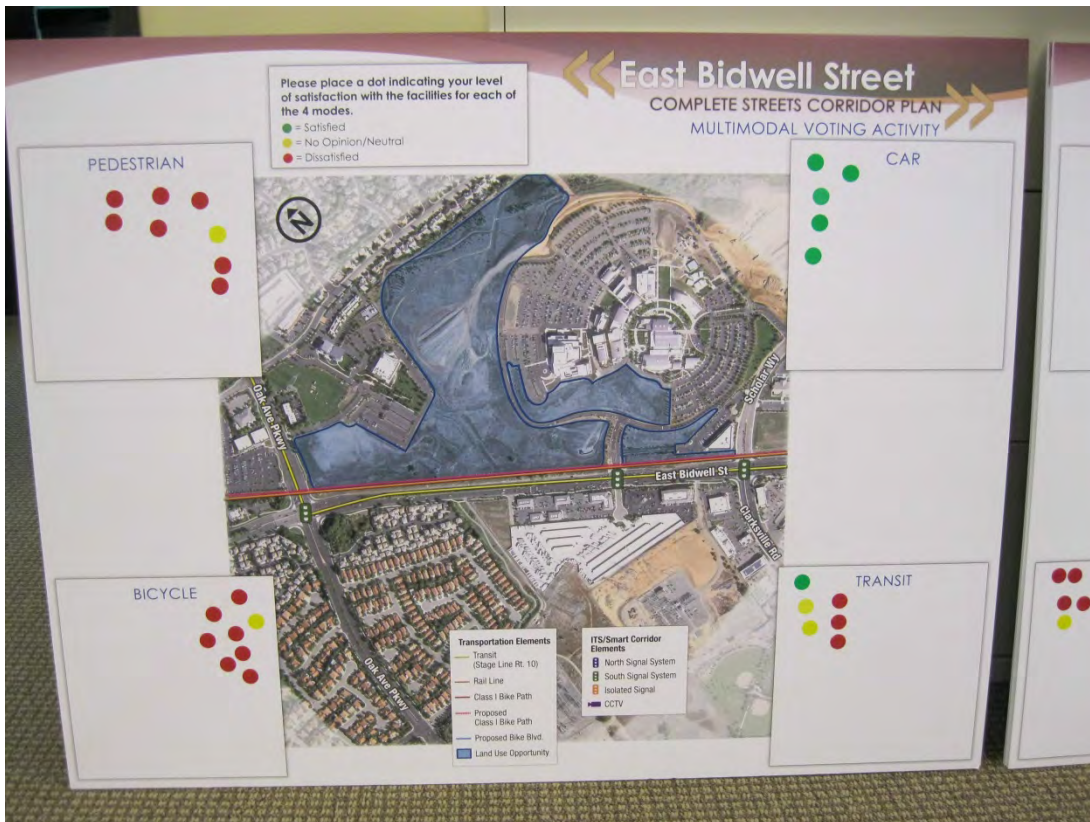 East Bidwell Street
COMPLETE STREETS CORRIDOR PLAN
MULTIMODAL VOTING ACTIVITY
Please place a dot indicating your level
of satisfaction with the facilities for each of
the 4 modes.
= Satisfied
= No Opinion/Neutral
= Dissatisfied
PEDESTRIAN
CAR
N
Oak Ave Pkwy
Scholar Wy
East Bidwell St
Clarksville Rd
Oak Ave Pkwy
BICYCLE
TRANSIT
Transportation Elements
Transit
(Stage Line Rt. 10)
Rail Line
Class I Bike Path
Proposed
Class I Bike Path
Proposed Bike Blvd.
Land Use Opportunity
ITS/Smart Corridor
Elements
North Signal System
South Signal System
Isolated Signal
CCTV